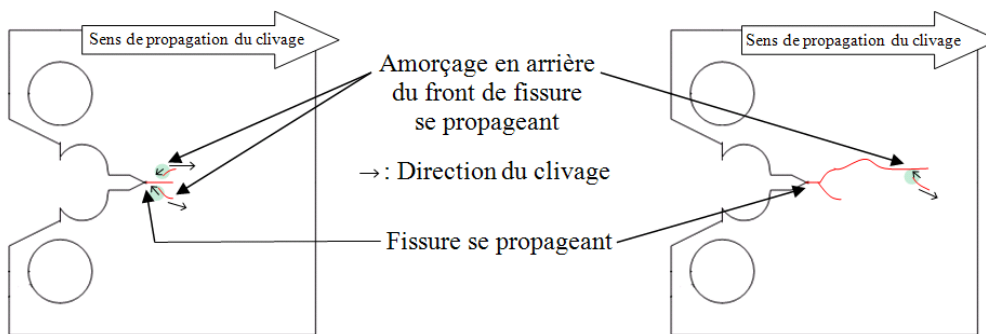 Sens de propagation du clivage
Sens de propagation du clivage
Amorçage en arrière
du front de fissure
se propageant
→ : Direction du clivage
Fissure se propageant